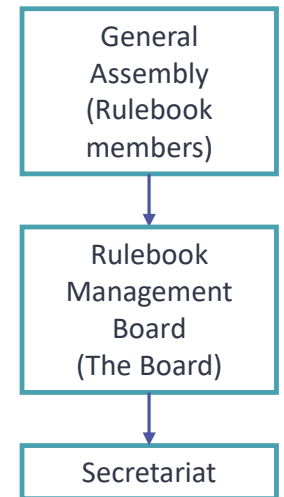 General
Assembly
(Rulebook
members)
Rulebook
Management
Board
(The Board)
Secretariat